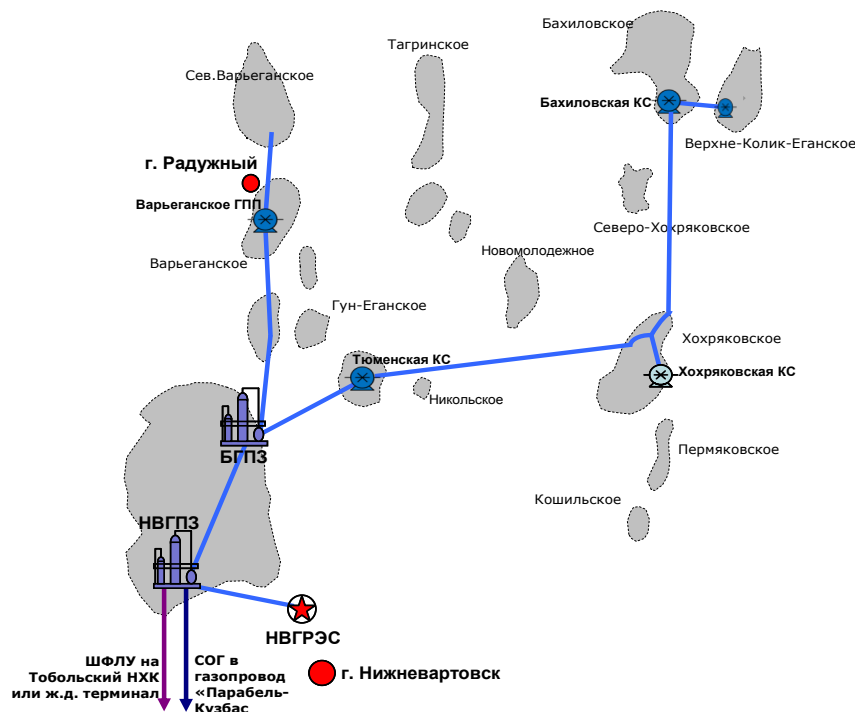 Бахиловское
Тагринское
Сев.Варьеганское
Бахиловская КС
Верхне-Колик-Еганское
г. Радужный
Варьеганское ГПП
Северо-Хохряковское
Новомолодежное
Варьеганское
Гун-Еганское
Хохряковское
Тюменская КС
Хохряковская КС
Никольское
БГПЗ
Пермяковское
Кошильское
НВГПЗ
НВГРЭС
ШФЛУ на
Тобольский НХК
или ж.д. терминал
СОГ в
газопровод
«Парабель-
Кузбас
г. Нижневартовск